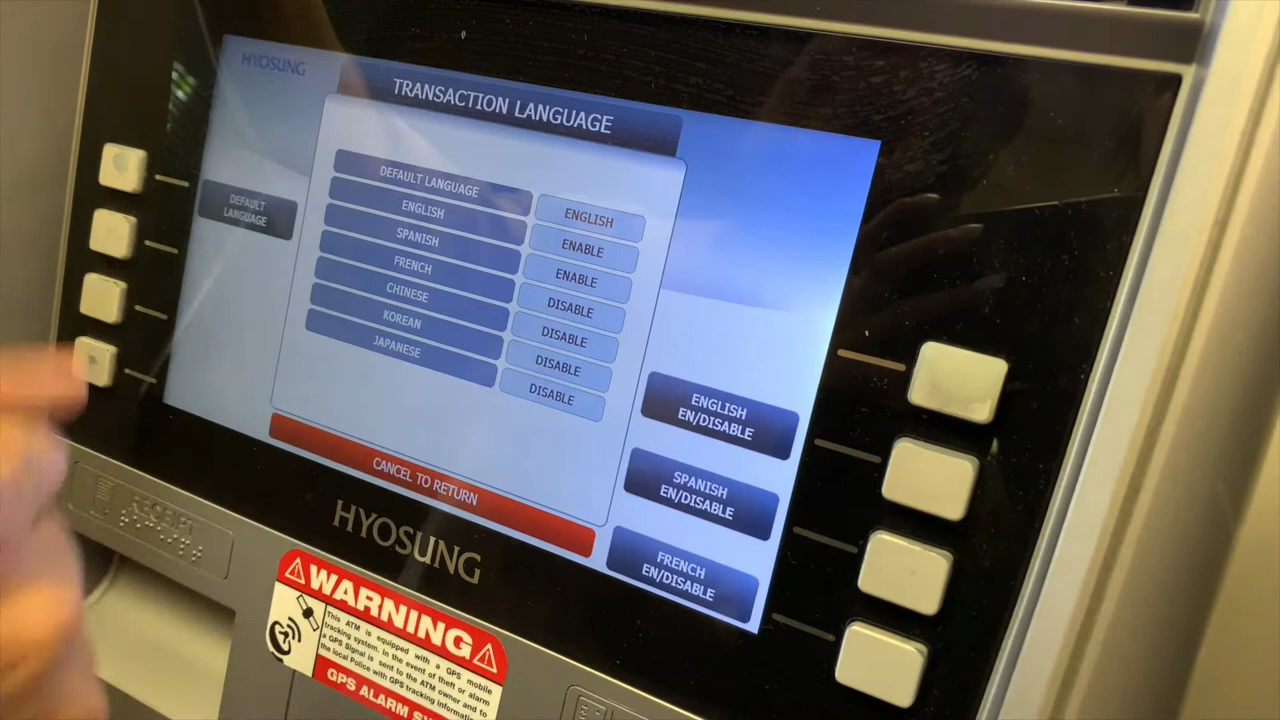 HYOSUNG
TRANSACTION LANGUAGE
DEFAULT LANGUAGE ENGLISH
ENGLISH ENABLE
SPANISH ENABLE
FRENCH DISABLE
CHINESE DISABLE
KOREAN DISABLE
JAPANESE DISABLE
DEFAULT
LANGUAGE
ENGLISH
EN/DISABLE
SPANISH
EN/DISABLE
FRENCH
EN/DISABLE
CANCEL TO RETURN
HYOSUNG
RECEIPT
WARNING
This ATM is equipped with a GPS mobile
tracking system. In the event of theft or alarm
a GPS Signal is sent to the ATM owner and to
the local Police with GPS tracking information
GPS ALARM